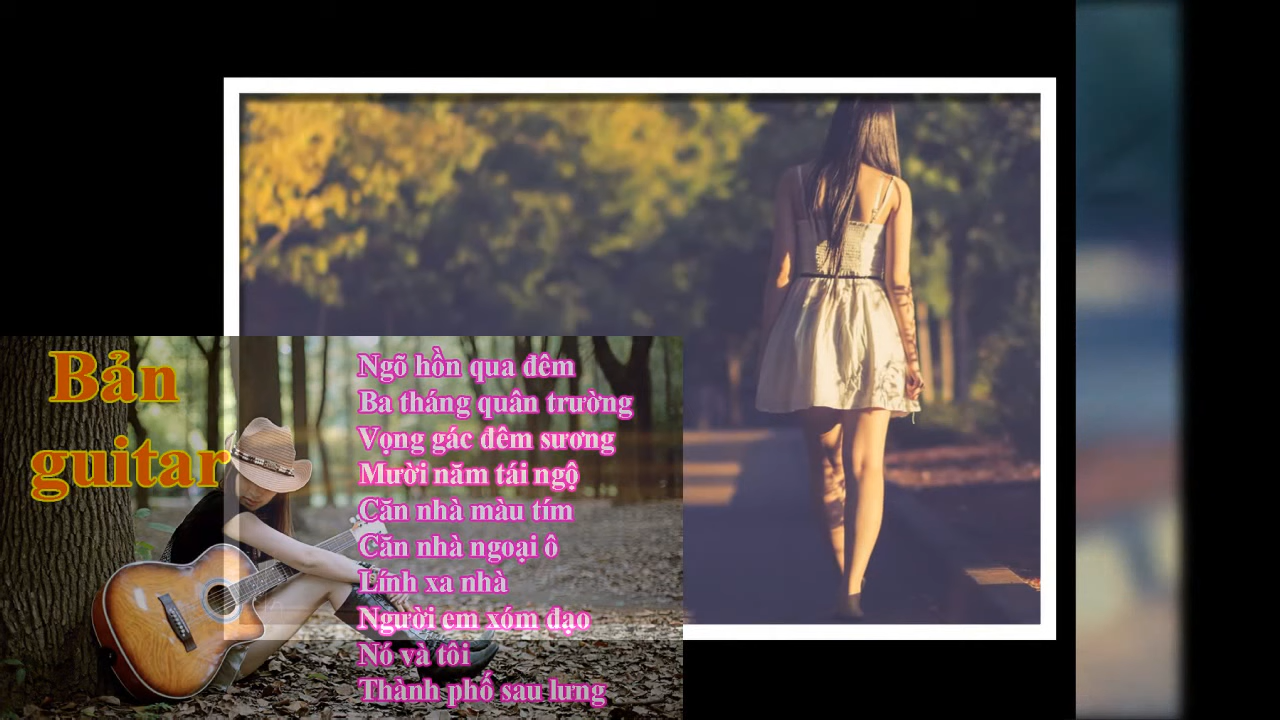 Bản
guitar
Ngõ hồn qua đêm
Ba tháng quân trường
Vọng gác đêm sương
Mười năm tái ngộ
Căn nhà màu tím
Căn nhà ngoại ô
Lính xa nhà
Người em xóm đạo
Nó và tôi
Thành phố sau lưng